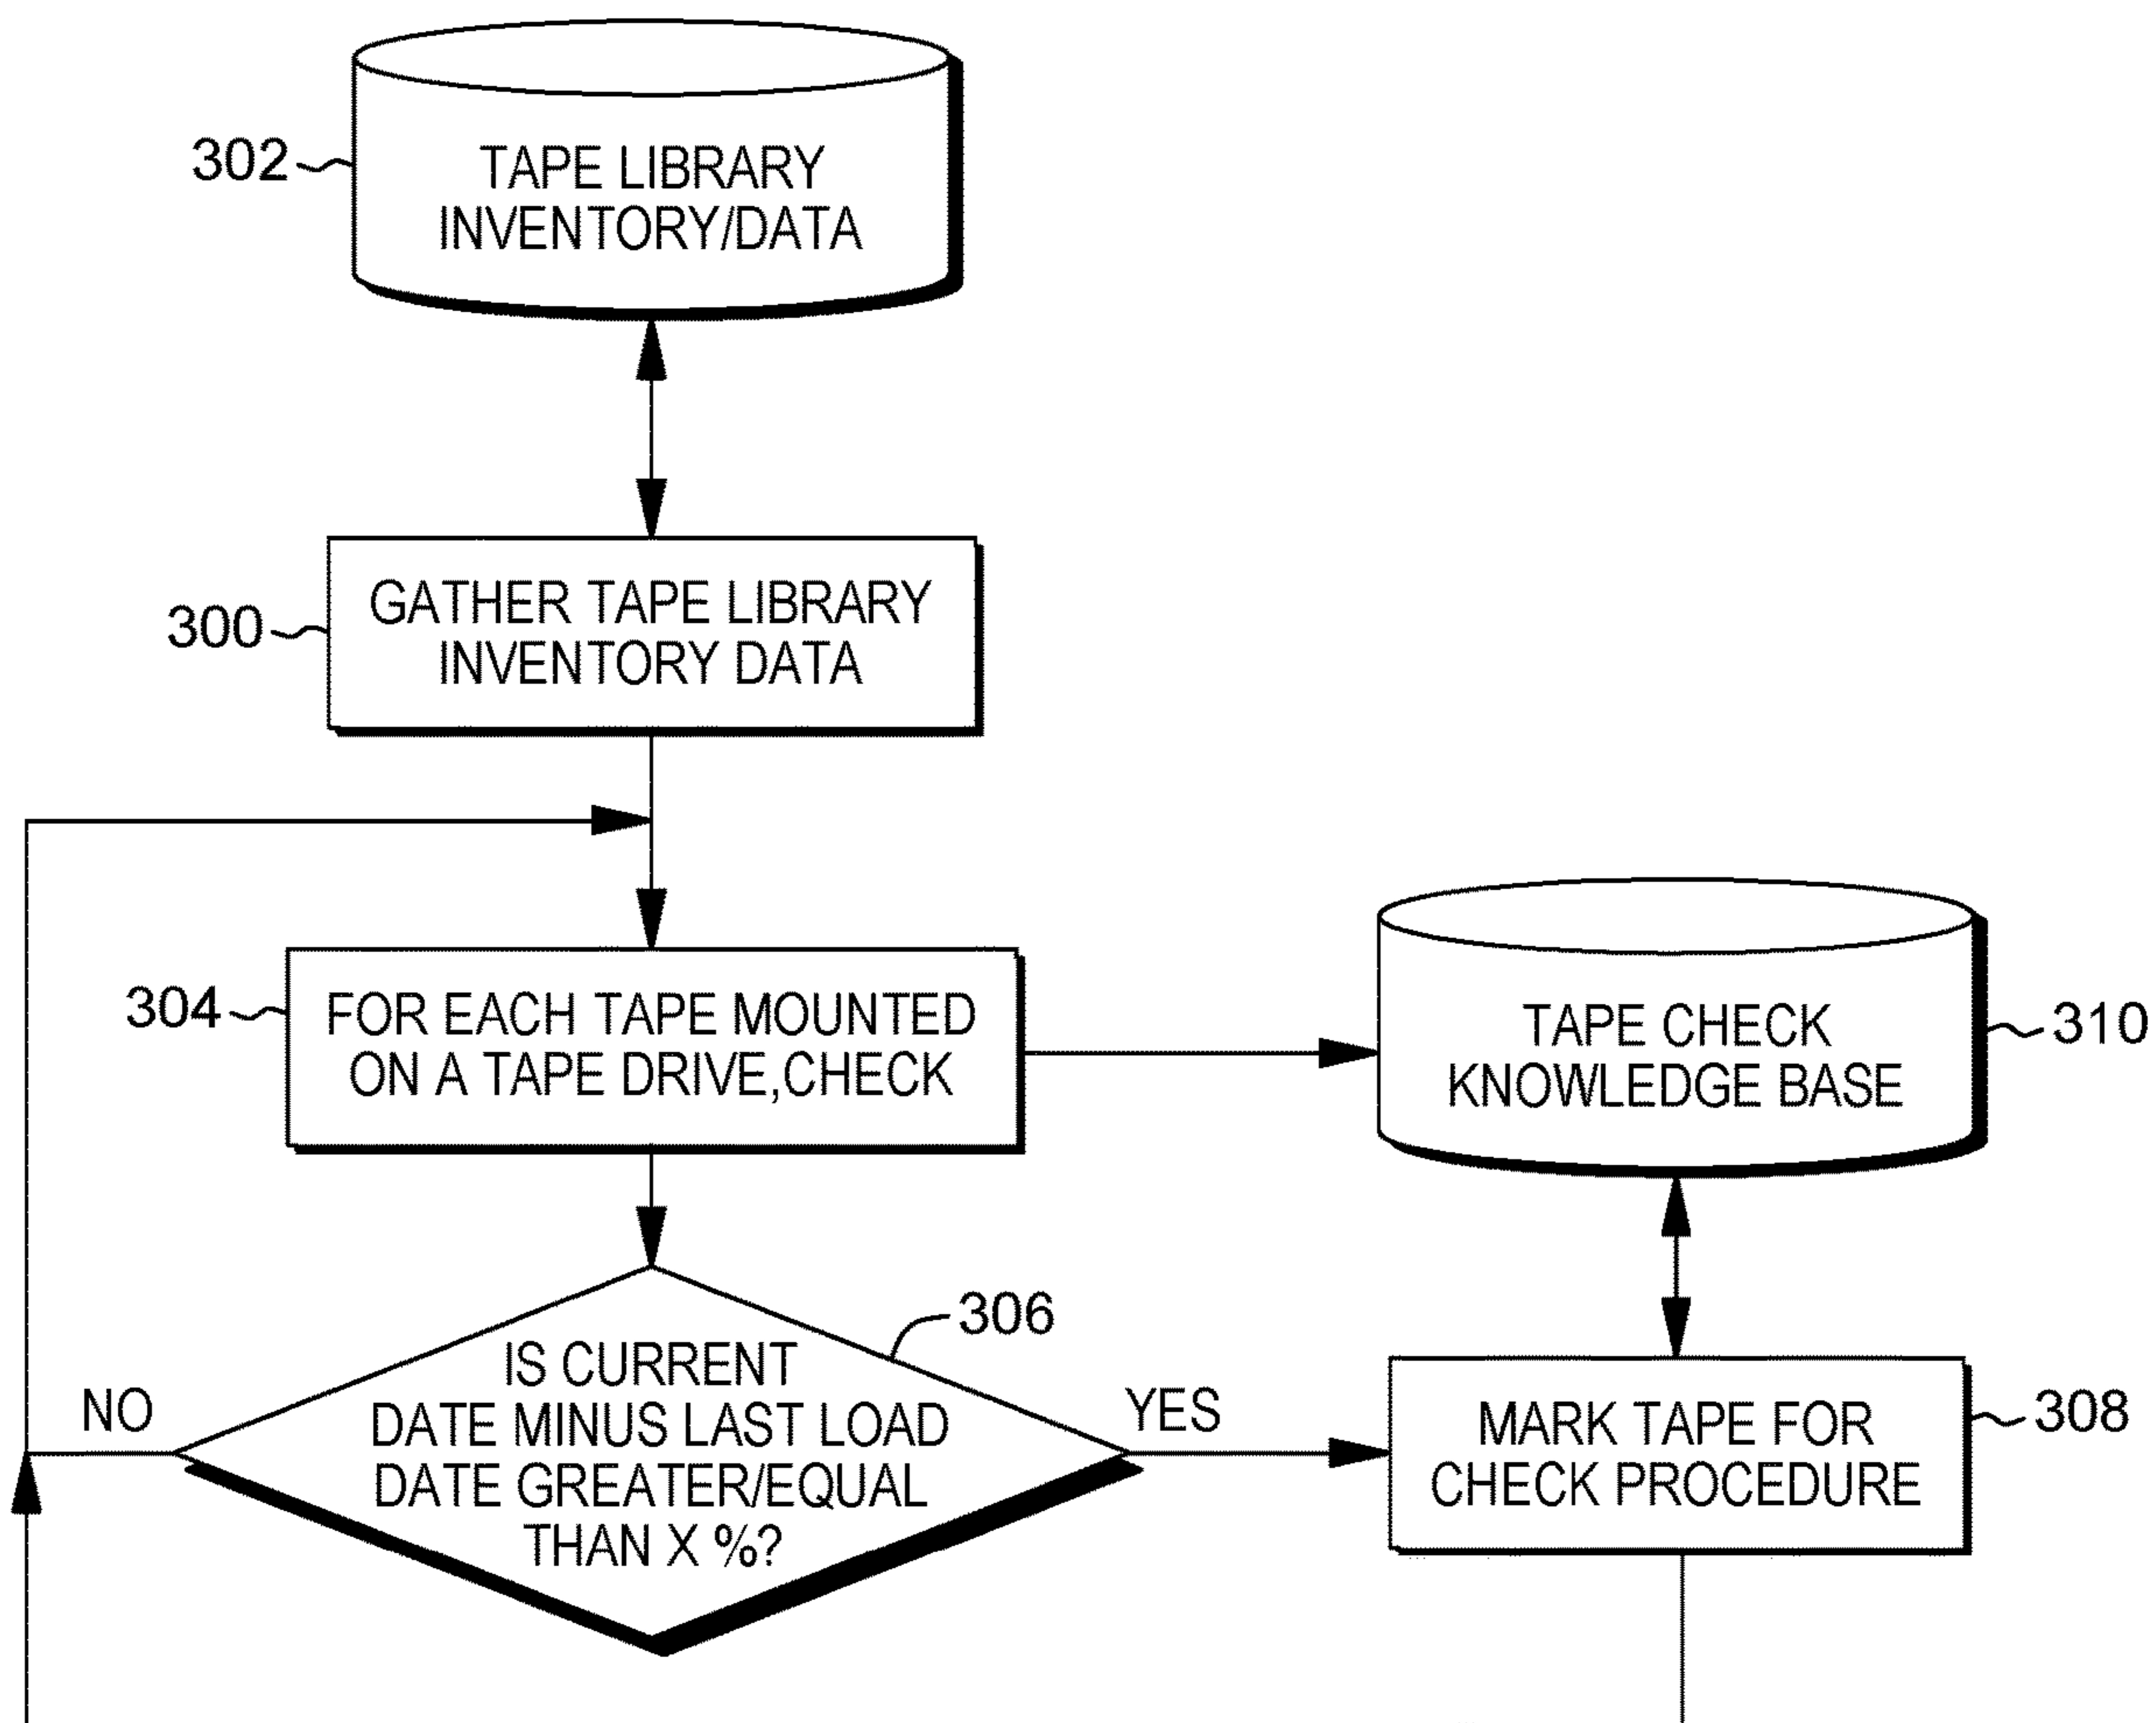 302
TAPE LIBRARY
INVENTORY/DATA
300
GATHER TAPE LIBRARY
INVENTORY DATA
304
FOR EACH TAPE MOUNTED
ON A TAPE DRIVE,CHECK
TAPE CHECK
KNOWLEDGE BASE
310
306
IS CURRENT
DATE MINUS LAST LOAD
DATE GREATER/EQUAL
THAN X %?
NO
YES
MARK TAPE FOR
CHECK PROCEDURE
308